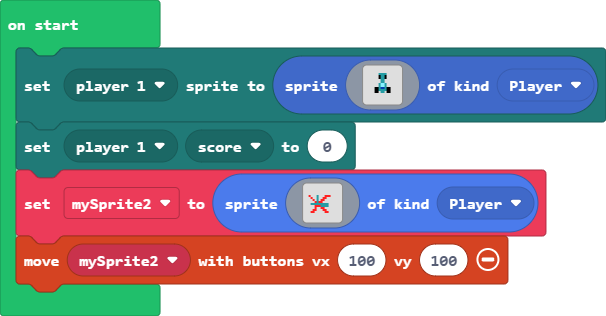 on start
set player 1 sprite to sprite of kind Player
set player 1 score to 0
set mySprite2 to sprite of kind Player
move mySprite2 with buttons vx 100 vy 100